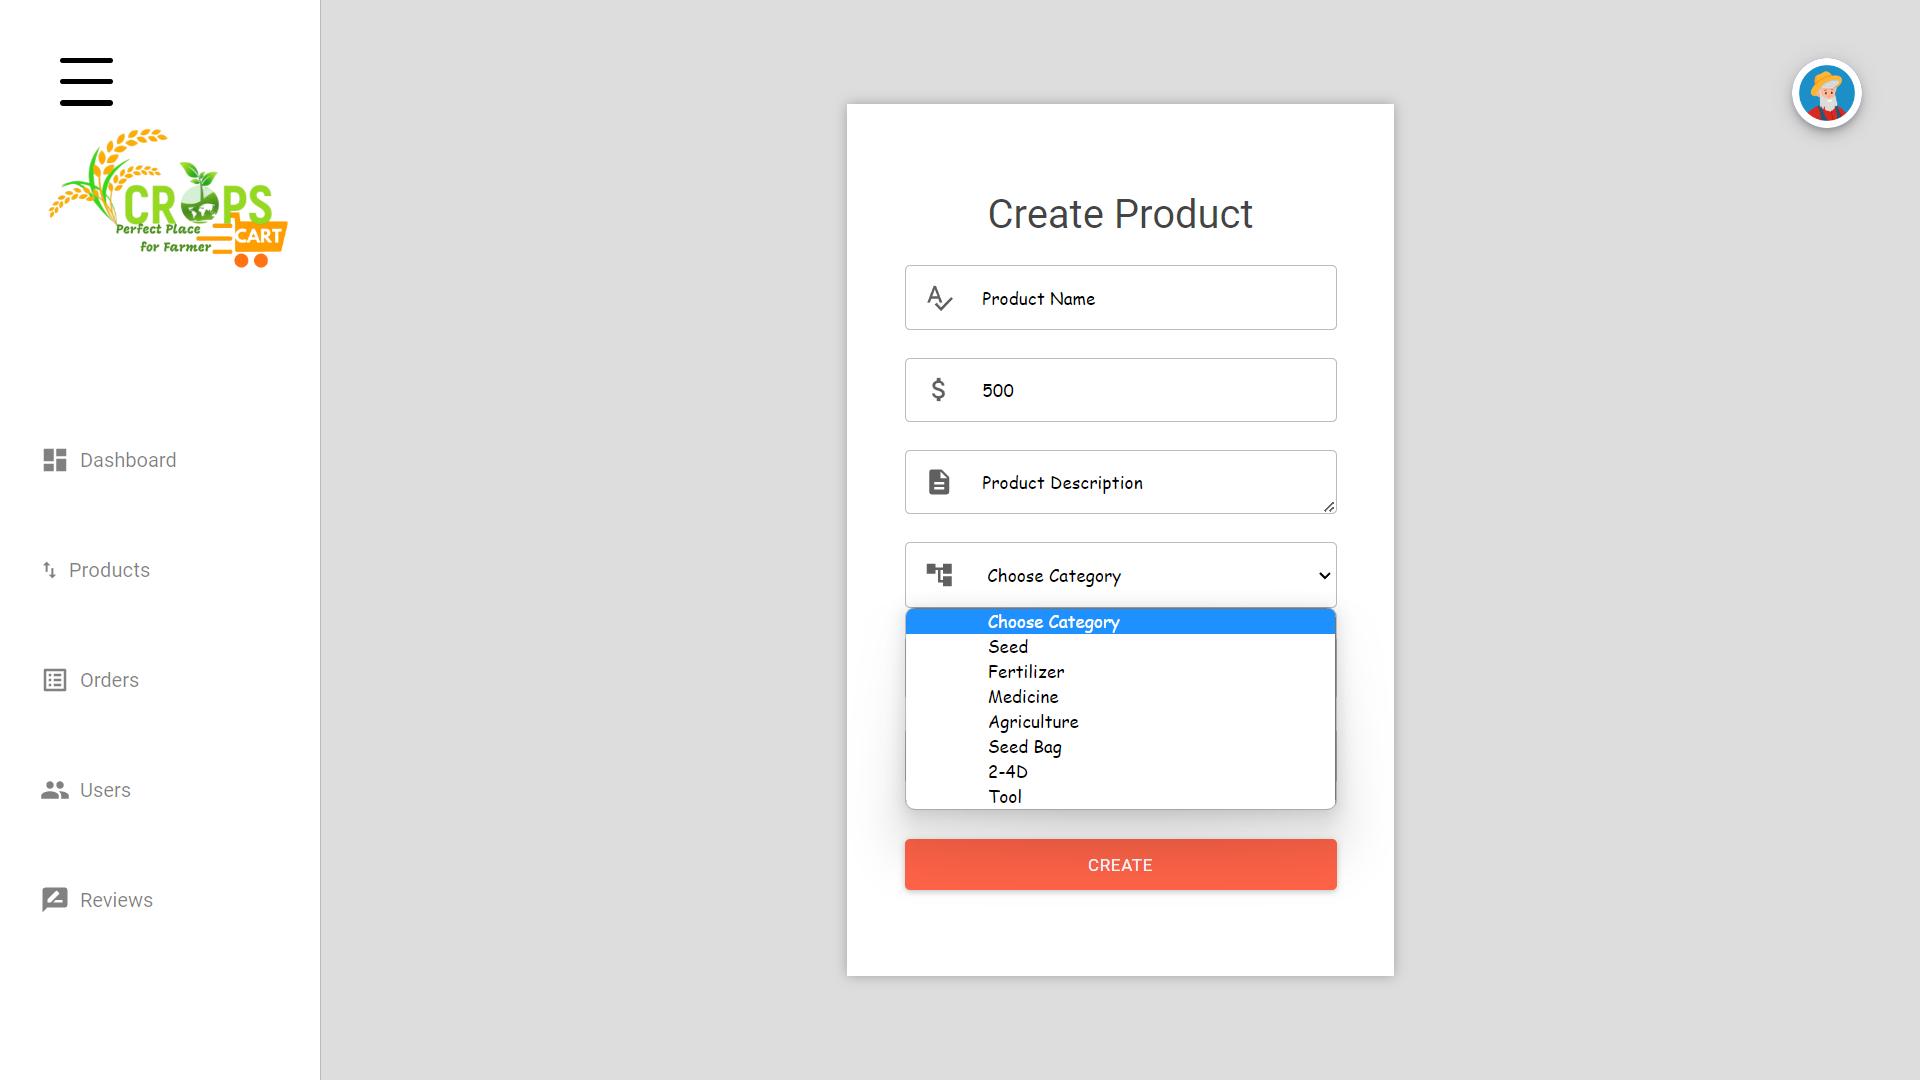 CROPS
Perfect Place
for Farmer
CART
Dashboard
Products
Orders
Users
Reviews
Create Product
Product Name
500
Product Description
Choose Category
Choose Category
Seed
Fertilizer
Medicine
Agriculture
Seed Bag
2-4D
Tool
CREATE